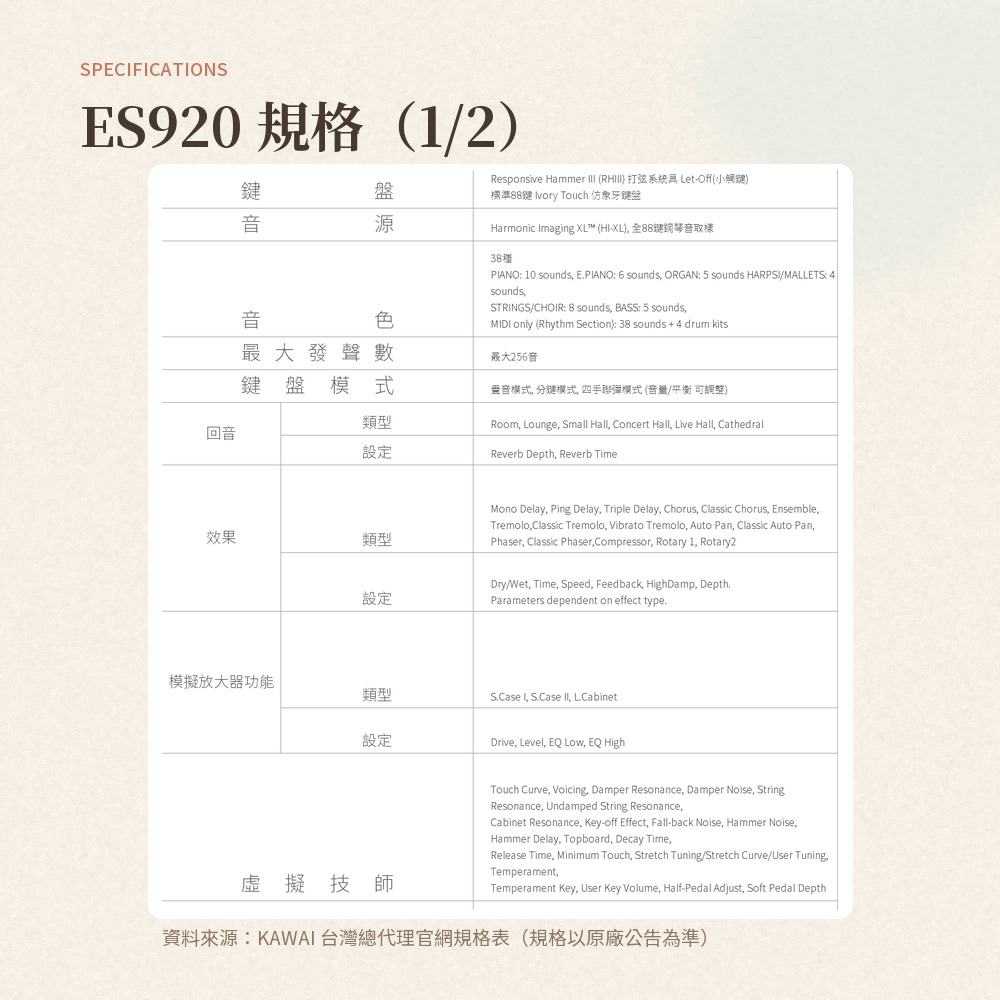 SPECIFICATIONS
ES920 規格（1/2）
鍵盤
Responsive Hammer III (RHIII) 打弦系統具 Let-Off(小觸鍵)
標準88鍵 Ivory Touch 仿象牙鍵盤
音源
Harmonic Imaging XL™ (HI-XL), 全88鍵鋼琴音取樣
音色
38種
PIANO: 10 sounds, E.PIANO: 6 sounds, ORGAN: 5 sounds HARPSI/MALLETS: 4
sounds,
STRINGS/CHOIR: 8 sounds, BASS: 5 sounds,
MIDI only (Rhythm Section): 38 sounds + 4 drum kits
最大發聲數
最大256音
鍵盤模式
疊音模式, 分鍵模式, 四手聯彈模式 (音量/平衡 可調整)
回音
類型
Room, Lounge, Small Hall, Concert Hall, Live Hall, Cathedral
設定
Reverb Depth, Reverb Time
效果
類型
Mono Delay, Ping Delay, Triple Delay, Chorus, Classic Chorus, Ensemble,
Tremolo,Classic Tremolo, Vibrato Tremolo, Auto Pan, Classic Auto Pan,
Phaser, Classic Phaser,Compressor, Rotary 1, Rotary2
設定
Dry/Wet, Time, Speed, Feedback, HighDamp, Depth.
Parameters dependent on effect type.
模擬放大器功能
類型
S.Case I, S.Case II, L.Cabinet
設定
Drive, Level, EQ Low, EQ High
虛擬技師
Touch Curve, Voicing, Damper Resonance, Damper Noise, String
Resonance, Undamped String Resonance,
Cabinet Resonance, Key-off Effect, Fall-back Noise, Hammer Noise,
Hammer Delay, Topboard, Decay Time,
Release Time, Minimum Touch, Stretch Tuning/Stretch Curve/User Tuning,
Temperament,
Temperament Key, User Key Volume, Half-Pedal Adjust, Soft Pedal Depth
資料來源：KAWAI 台灣總代理官網規格表（規格以原廠公告為準）